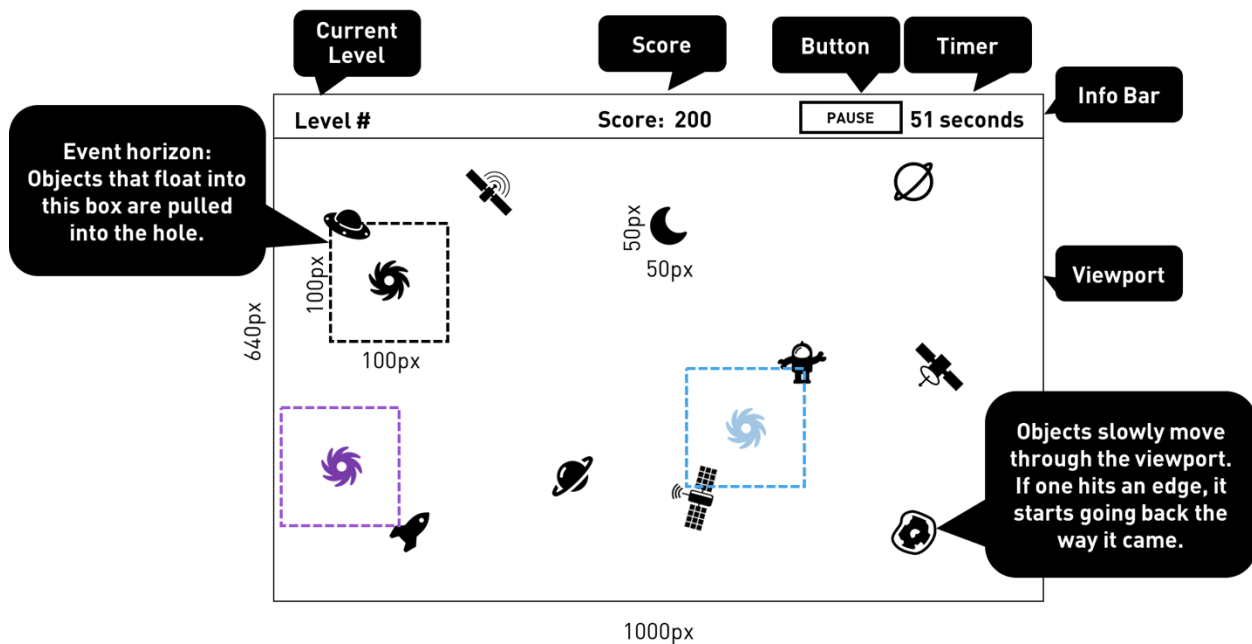 Current
Level
Score
Button
Timer
Info Bar
Level #
Score: 200
PAUSE
51 seconds
Event horizon:
Objects that float into
this box are pulled
into the hole.
50px
50px
100px
100px
640px
Viewport
Objects slowly move
through the viewport.
If one hits an edge, it
starts going back the
way it came.
1000px